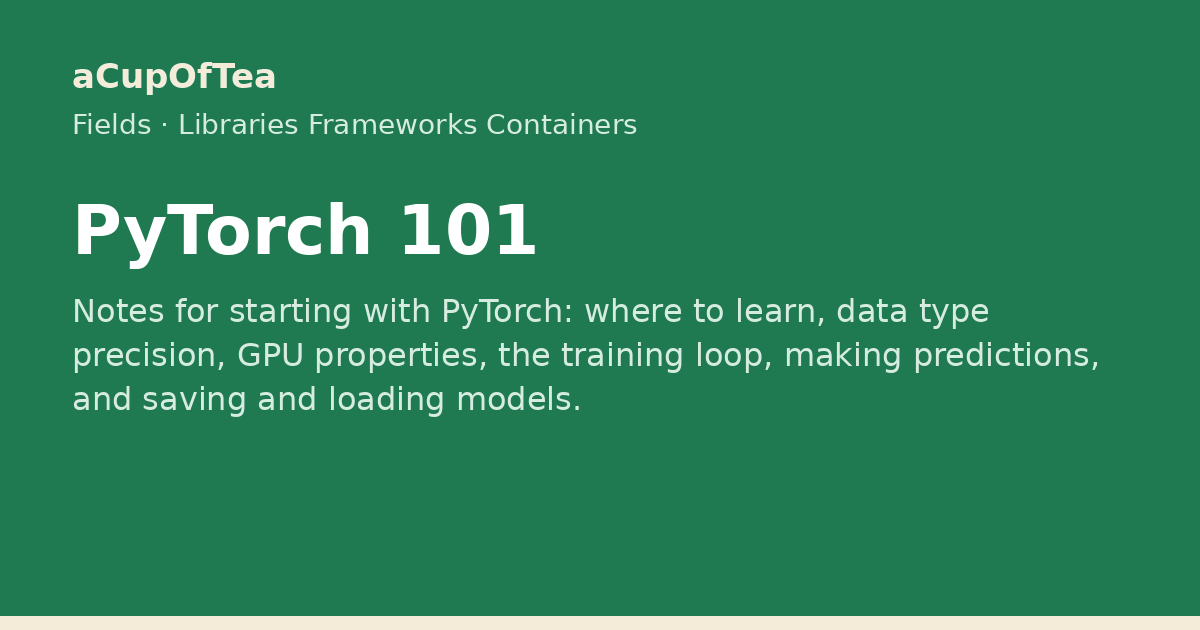 aCupOfTea
Fields · Libraries Frameworks Containers
PyTorch 101
Notes for starting with PyTorch: where to learn, data type
precision, GPU properties, the training loop, making predictions,
and saving and loading models.